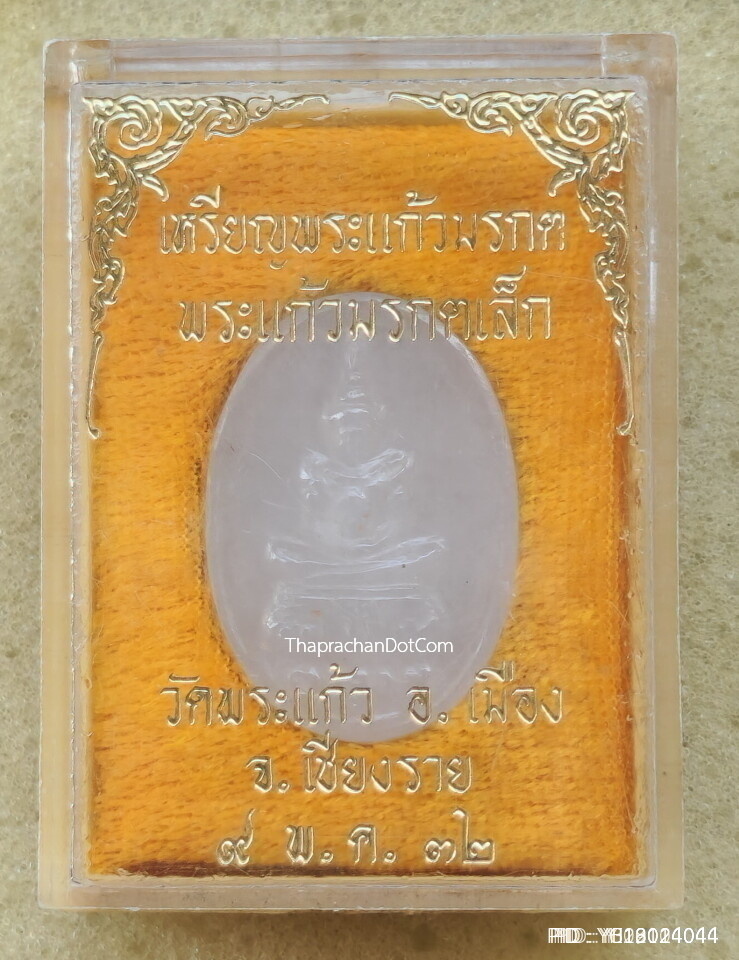 เหรียญพระแก้วมรกต
พระแก้วมรกตเล็ก
ThaprachanDotCom
วัดพระแก้ว อ. เมือง
จ. เชียงราย
๙ พ. ค. ๓๒